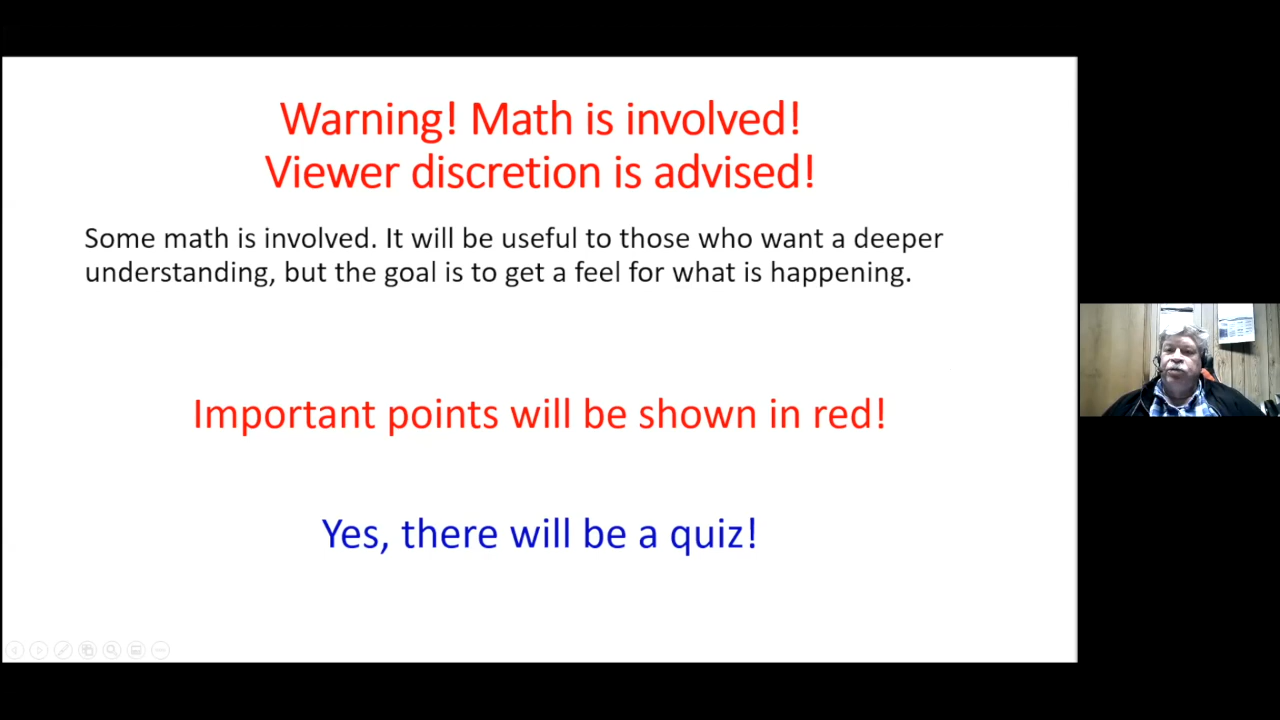 Warning! Math is involved!
Viewer discretion is advised!
Some math is involved. It will be useful to those who want a deeper
understanding, but the goal is to get a feel for what is happening.
Important points will be shown in red!
Yes, there will be a quiz!